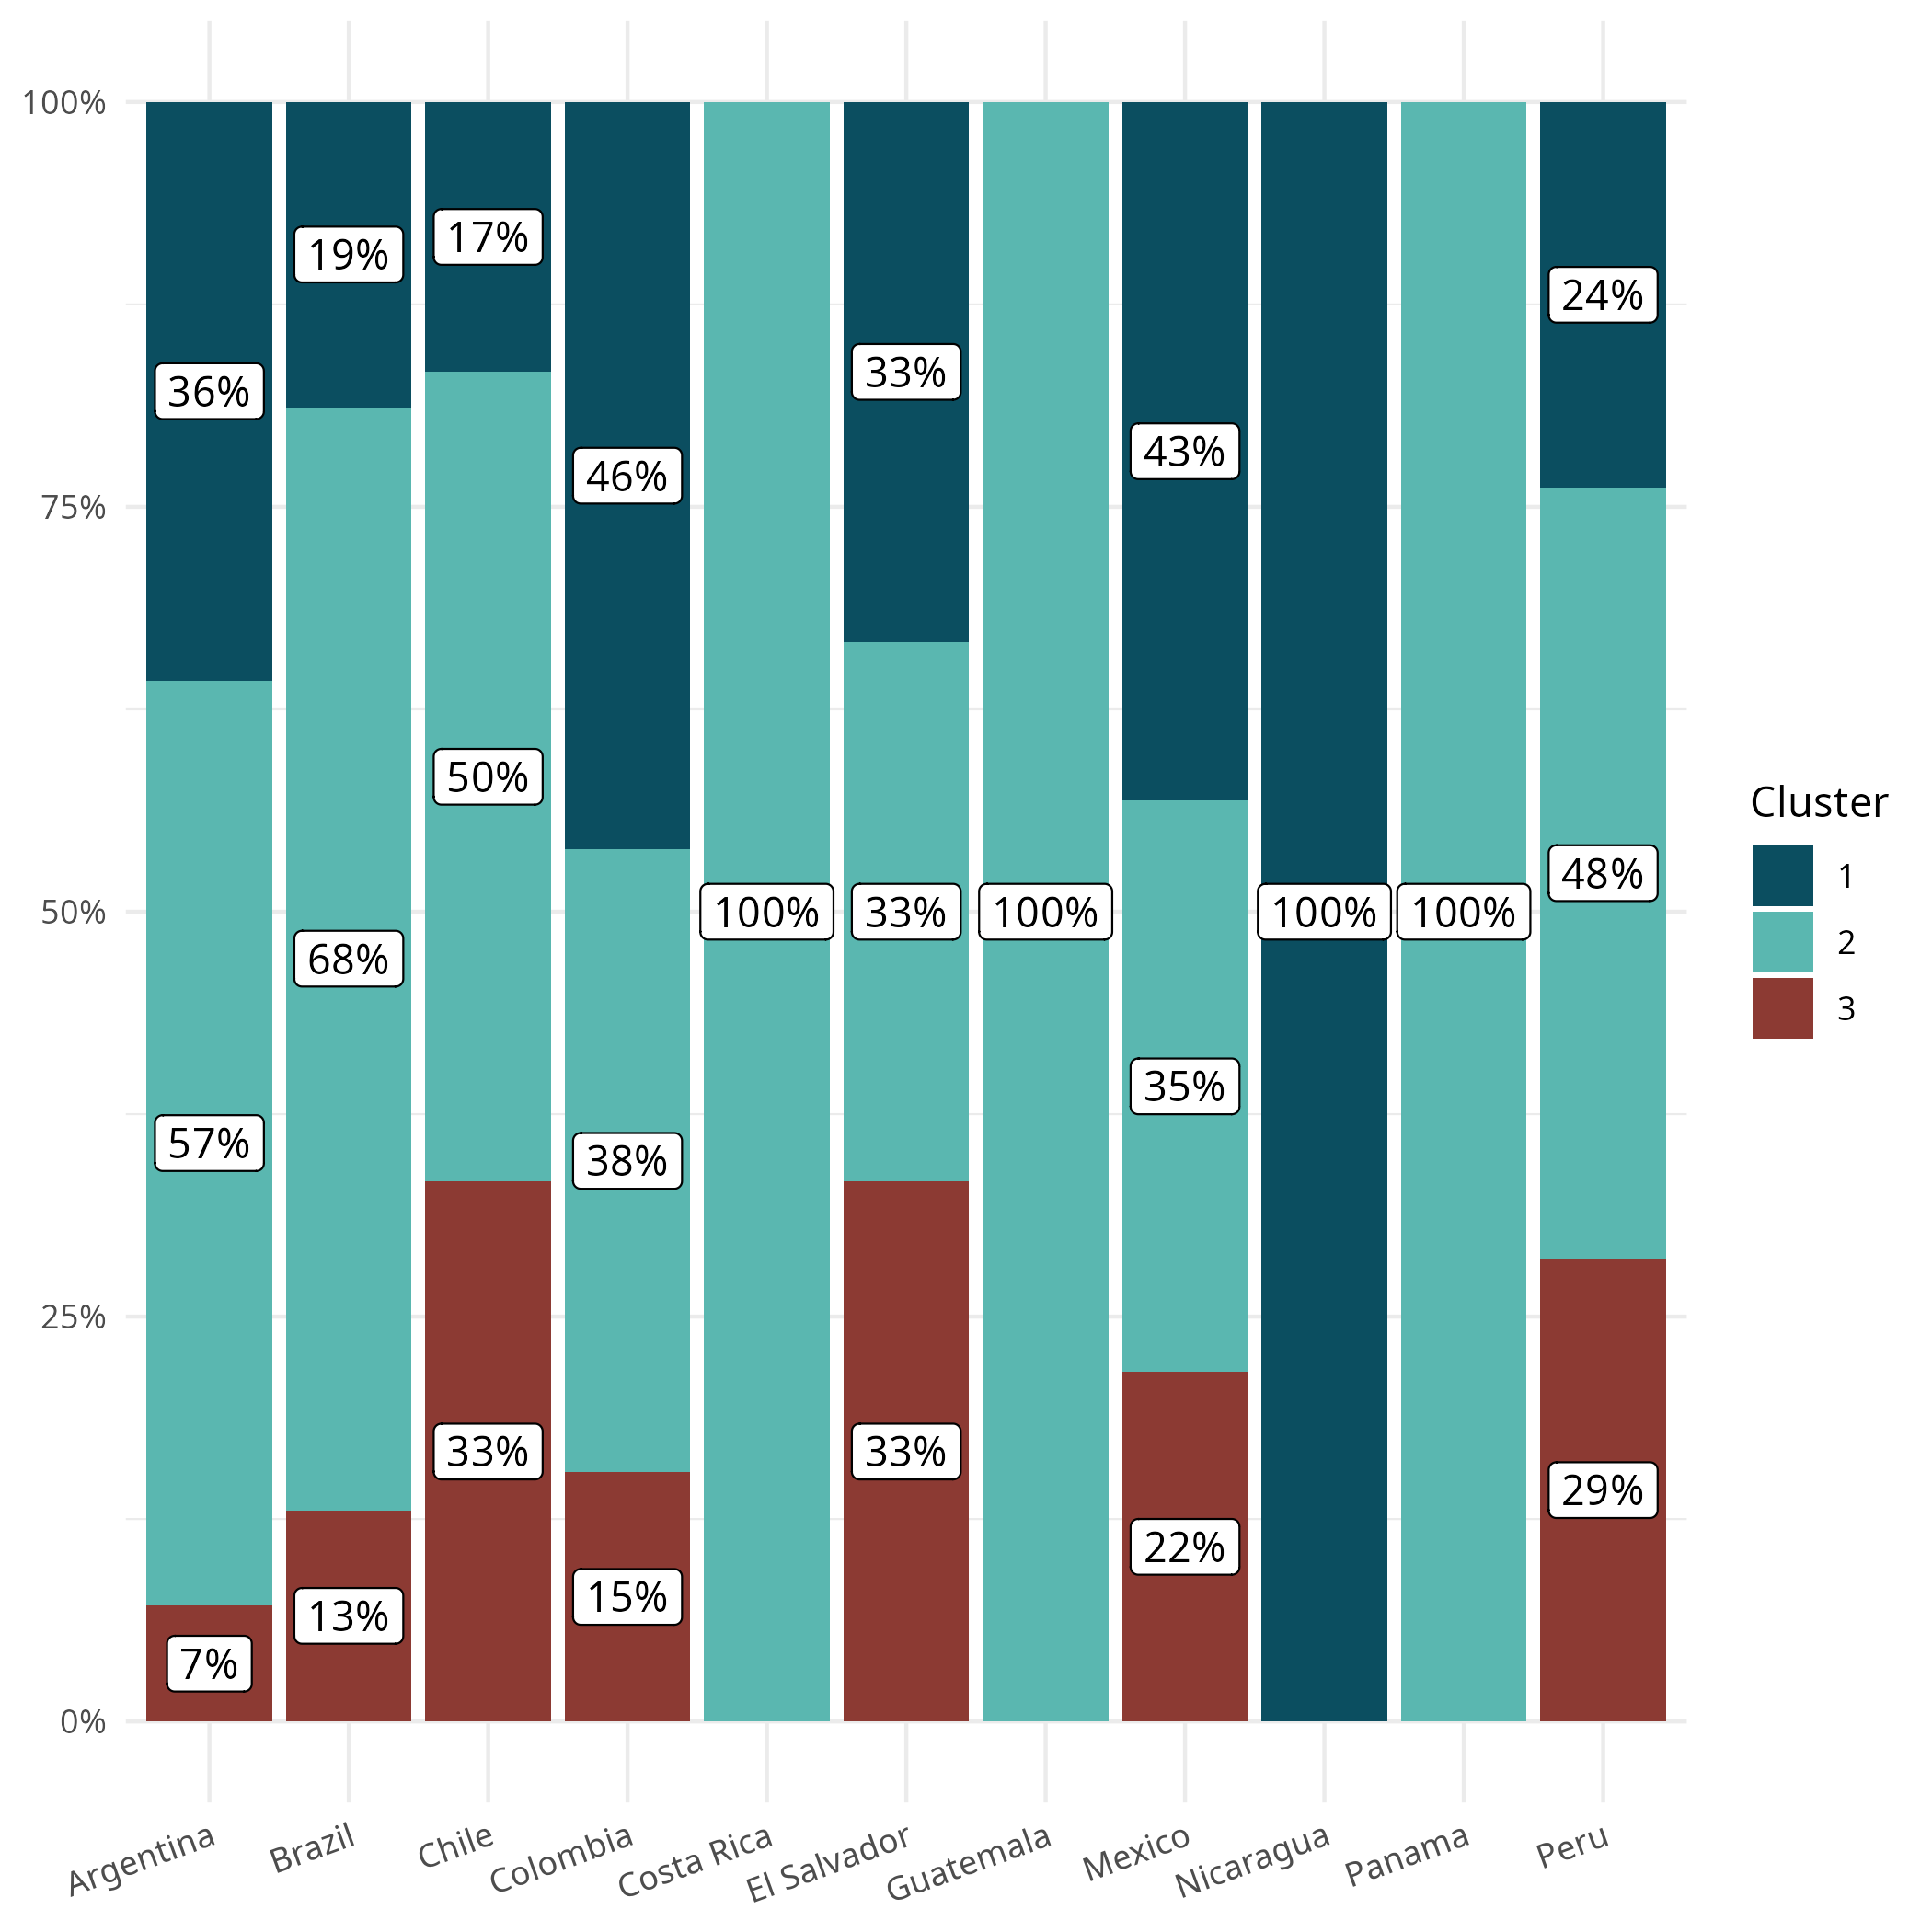 100%
75%
50%
25%
0%
36%
57%
7%
19%
68%
13%
17%
50%
33%
46%
38%
15%
100%
33%
33%
33%
100%
43%
35%
22%
100%
100%
24%
48%
29%
Argentina
Brazil
Chile
Colombia
Costa Rica
El Salvador
Guatemala
Mexico
Nicaragua
Panama
Peru
Cluster
1
2
3